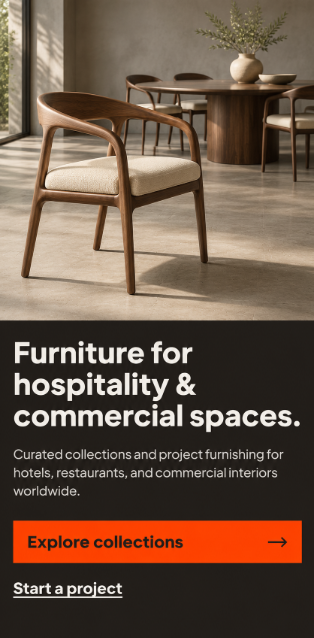 Furniture for
hospitality &
commercial spaces.
Curated collections and project furnishing for
hotels, restaurants, and commercial interiors
worldwide.
Explore collections →
Start a project